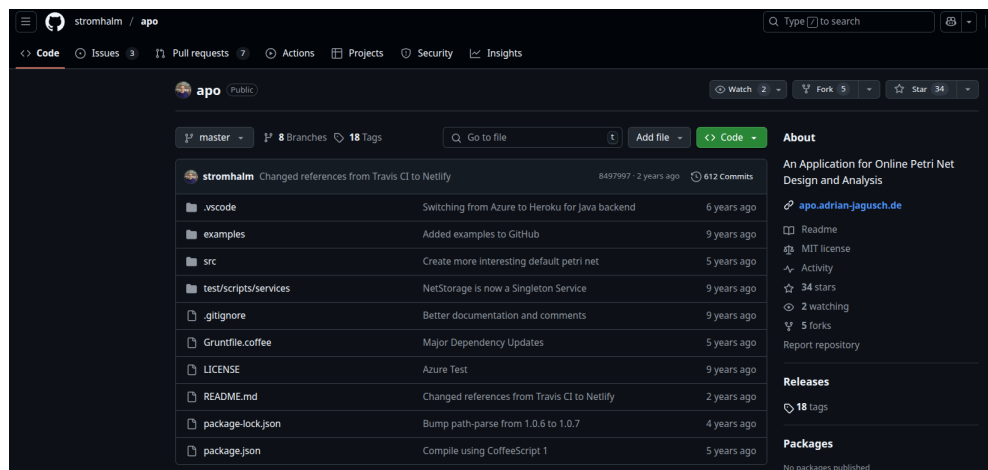 stromhalm / apo
Type / to search
Code Issues 3 Pull requests 7 Actions Projects Security Insights
apo Public
Watch 2 Fork 5 Star 34
master 8 Branches 18 Tags Go to file t Add file Code
stromhalm Changed references from Travis CI to Netlify 8497997 · 2 years ago 612 Commits
.vscode Switching from Azure to Heroku for Java backend 6 years ago
examples Added examples to GitHub 9 years ago
src Create more interesting default petri net 5 years ago
test/scripts/services NetStorage is now a Singleton Service 9 years ago
.gitignore Better documentation and comments 9 years ago
Gruntfile.coffee Major Dependency Updates 5 years ago
LICENSE Azure Test 9 years ago
README.md Changed references from Travis CI to Netlify 2 years ago
package-lock.json Bump path-parse from 1.0.6 to 1.0.7 4 years ago
package.json Compile using CoffeeScript 1 5 years ago
About
An Application for Online Petri Net
Design and Analysis
apo.adrian-jagusch.de
Readme
MIT license
Activity
34 stars
2 watching
5 forks
Report repository
Releases
18 tags
Packages
No packages published